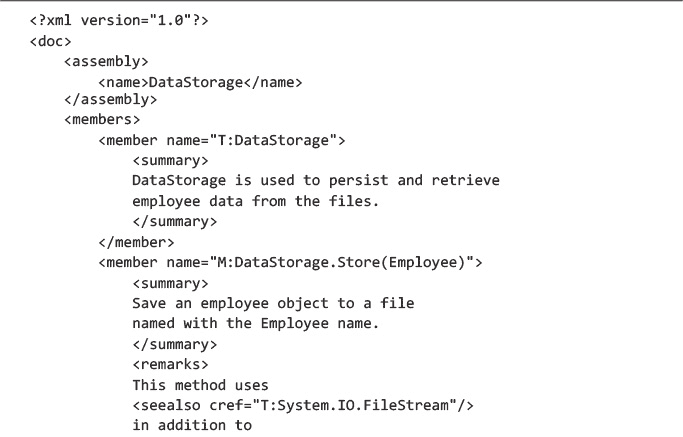 <?xml version="1.0"?>
<doc>
    <assembly>
        <name>DataStorage</name>
    </assembly>
    <members>
        <member name="T:DataStorage">
            <summary>
            DataStorage is used to persist and retrieve
            employee data from the files.
            </summary>
        </member>
        <member name="M:DataStorage.Store(Employee)">
            <summary>
            Save an employee object to a file
            named with the Employee name.
            </summary>
            <remarks>
            This method uses
            <seealso cref="T:System.IO.FileStream"/>
            in addition to